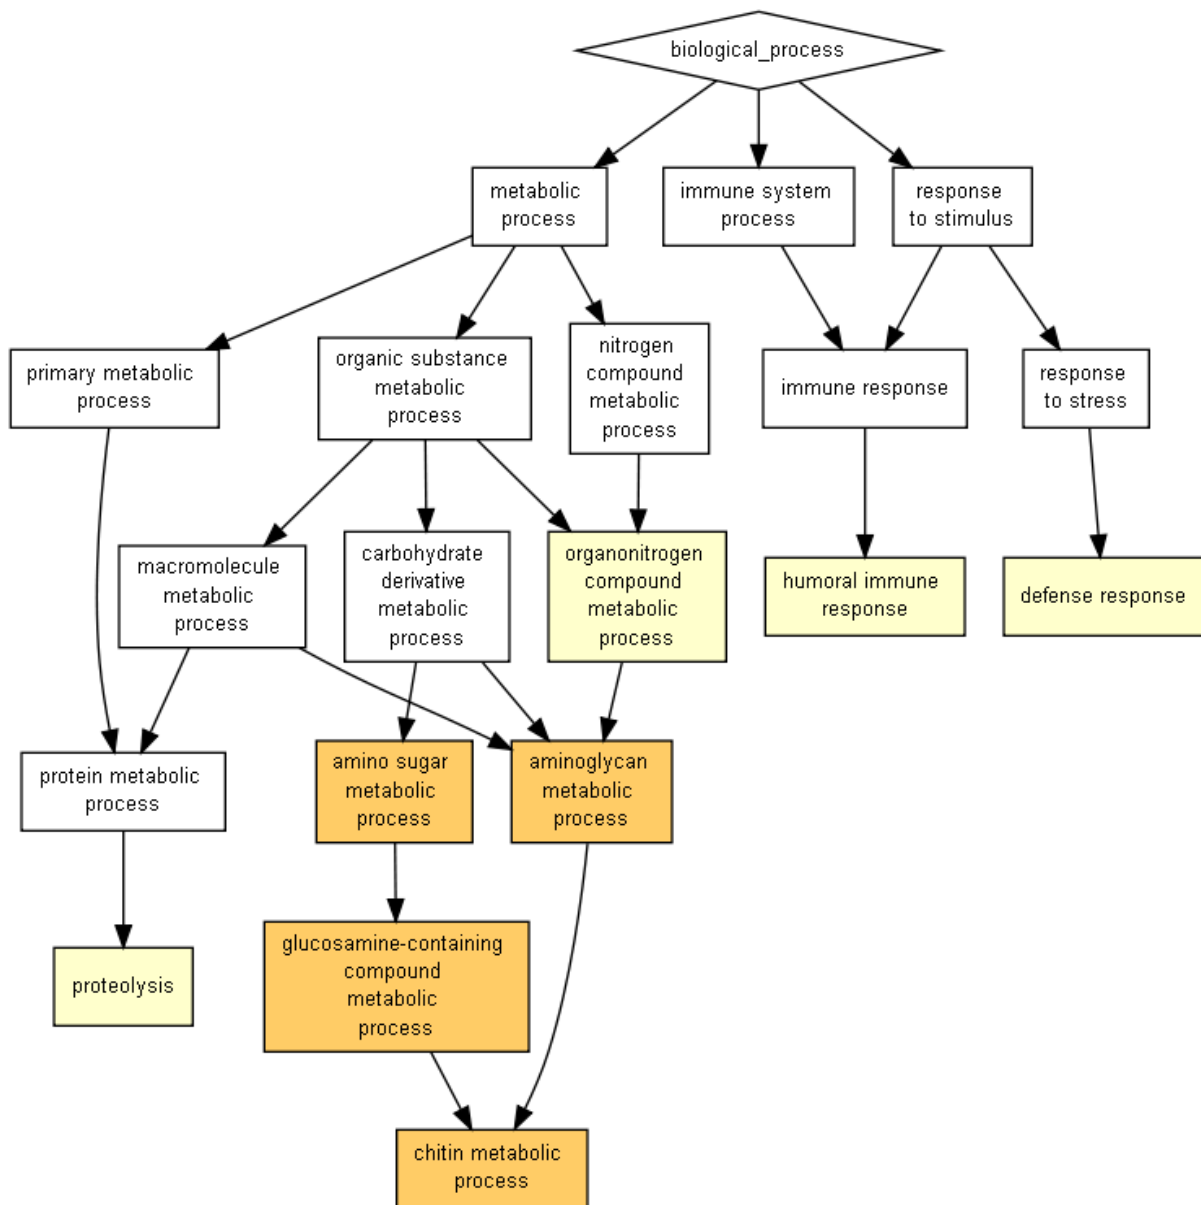 biological_process
metabolic
process
immune system
process
response
to stimulus
primary metabolic
process
organic substance
metabolic
process
nitrogen
compound
metabolic
process
immune response
response
to stress
macromolecule
metabolic
process
carbohydrate
derivative
metabolic
process
organonitrogen
compound
metabolic
process
humoral immune
response
defense response
protein metabolic
process
amino sugar
metabolic
process
aminoglycan
metabolic
process
proteolysis
glucosamine-containing
compound
metabolic
process
chitin metabolic
process